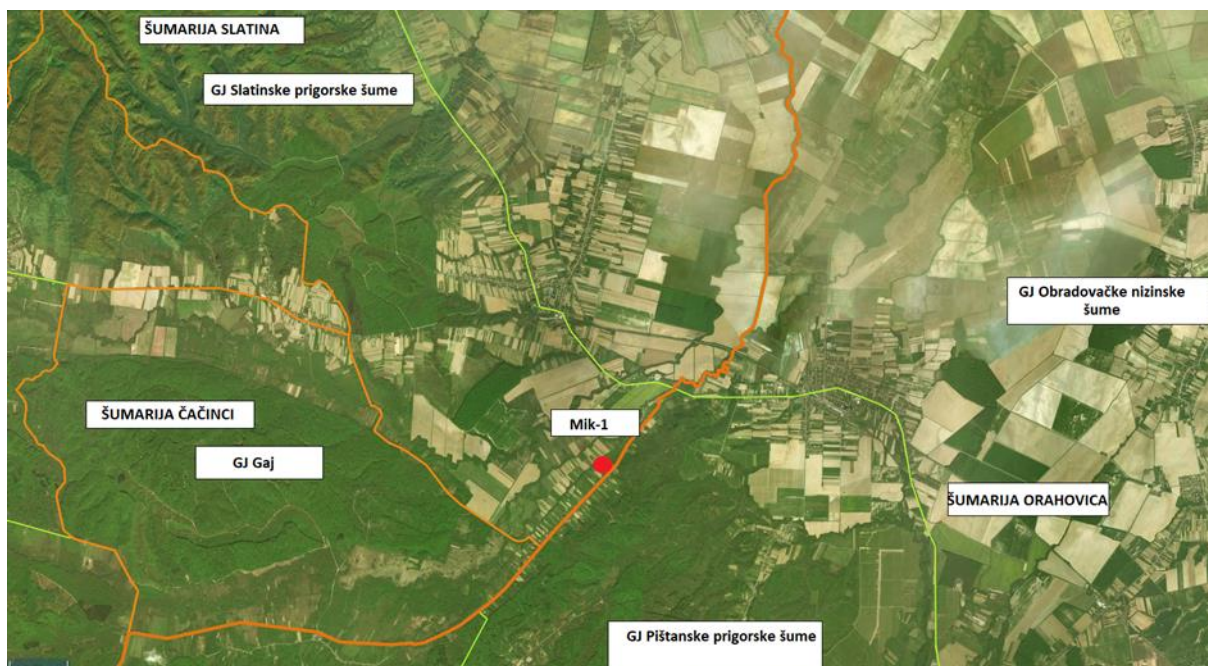 ŠUMARIJA SLATINA
GJ Slatinske prigorske šume
GJ Obradovačke nizinske
šume
ŠUMARIJA ČAČINCI
Mik-1
GJ Gaj
ŠUMARIJA ORAHOVICA
GJ Pištanske prigorske šume